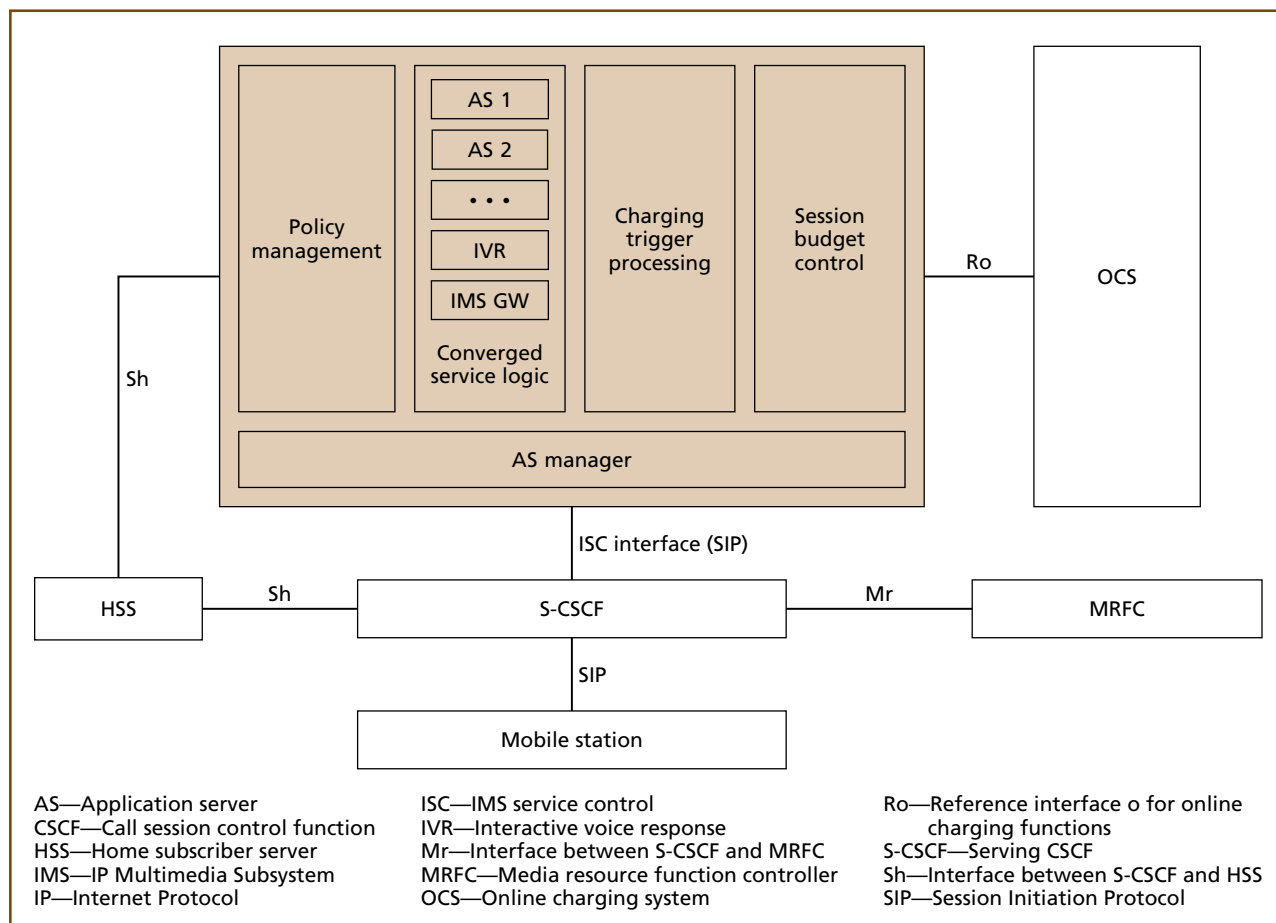 AS 1
AS 2
• • •
IVR
IMS GW
Converged
service logic
Policy
management
Charging
trigger
processing
Session
budget
control
AS manager
Ro
OCS
Sh
ISC interface (SIP)
HSS
Sh
S-CSCF
Mr
MRFC
SIP
Mobile station
AS—Application server
CSCF—Call session control function
HSS—Home subscriber server
IMS—IP Multimedia Subsystem
IP—Internet Protocol
ISC—IMS service control
IVR—Interactive voice response
Mr—Interface between S-CSCF and MRFC
MRFC—Media resource function controller
OCS—Online charging system
Ro—Reference interface o for online
charging functions
S-CSCF—Serving CSCF
Sh—Interface between S-CSCF and HSS
SIP—Session Initiation Protocol